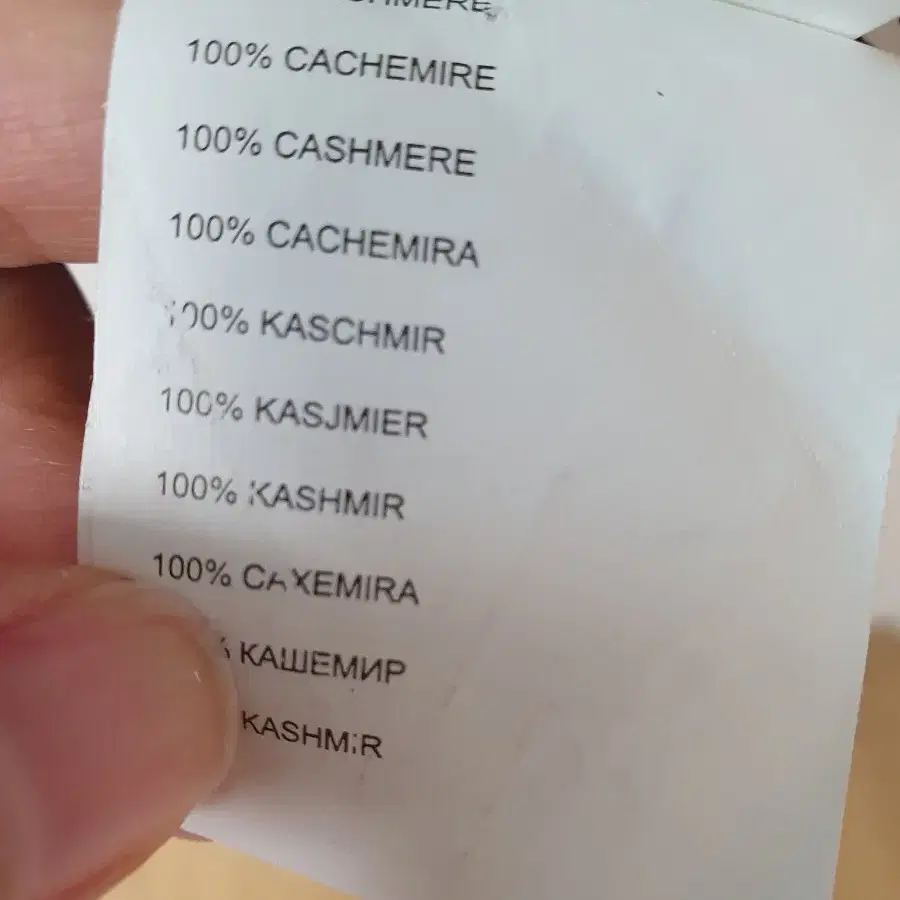 100% CACHEMIRE
100% CASHMERE
100% CACHEMIRA
100% KASCHMIR
100% KASJMIER
100% KASHMIR
100% CAXEMIRA
% КАШЕМИР
KASHMIR